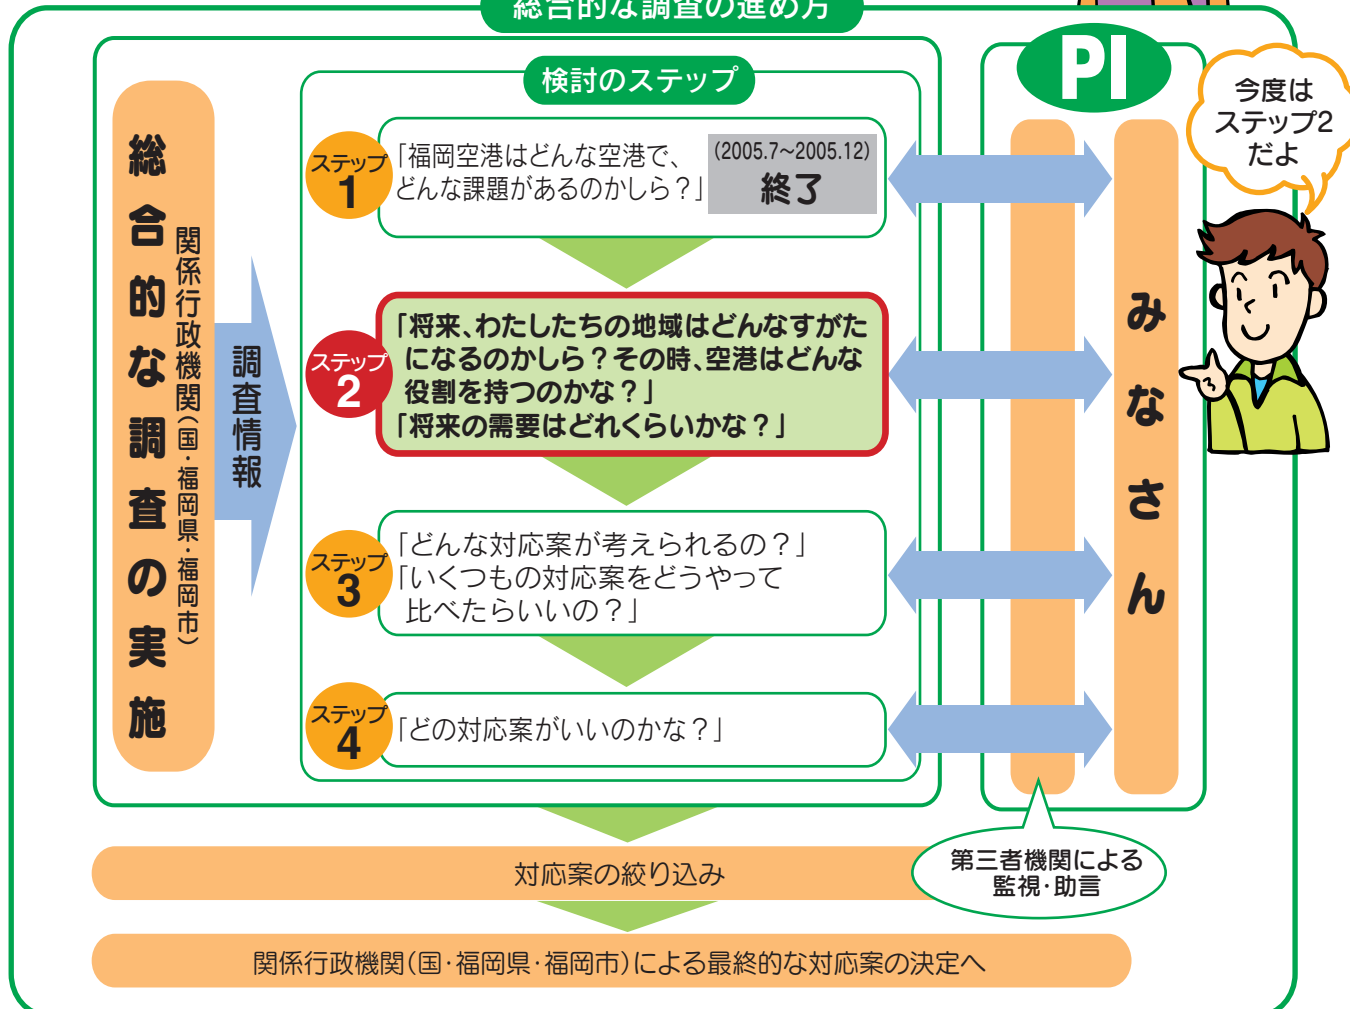 総合的な調査の進め方
検討のステップ
PI
今度は
ステップ2
だよ
総合的な調査の実施
関係行政機関(国・福岡県・福岡市)
調査情報
ステップ
1
「福岡空港はどんな空港で、
どんな課題があるのかしら？」
(2005.7~2005.12)
終了
ステップ
2
「将来、わたしたちの地域はどんなすがた
になるのかしら？その時、空港はどんな
役割を持つのかな？」
「将来の需要はどれくらいかな？」
ステップ
3
「どんな対応案が考えられるの？」
「いくつもの対応案をどうやって
比べたらいいの？」
ステップ
4
「どの対応案がいいのかな？」
みなさん
第三者機関による
監視・助言
対応案の絞り込み
関係行政機関(国・福岡県・福岡市)による最終的な対応案の決定へ